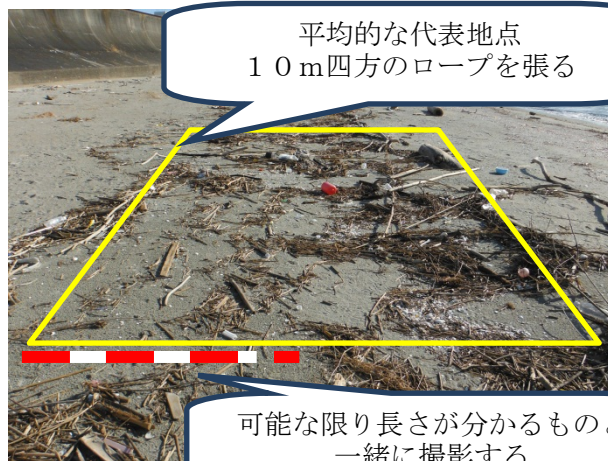 平均的な代表地点
１０ｍ四方のロープを張る
可能な限り長さが分かるものと
一緒に撮影する